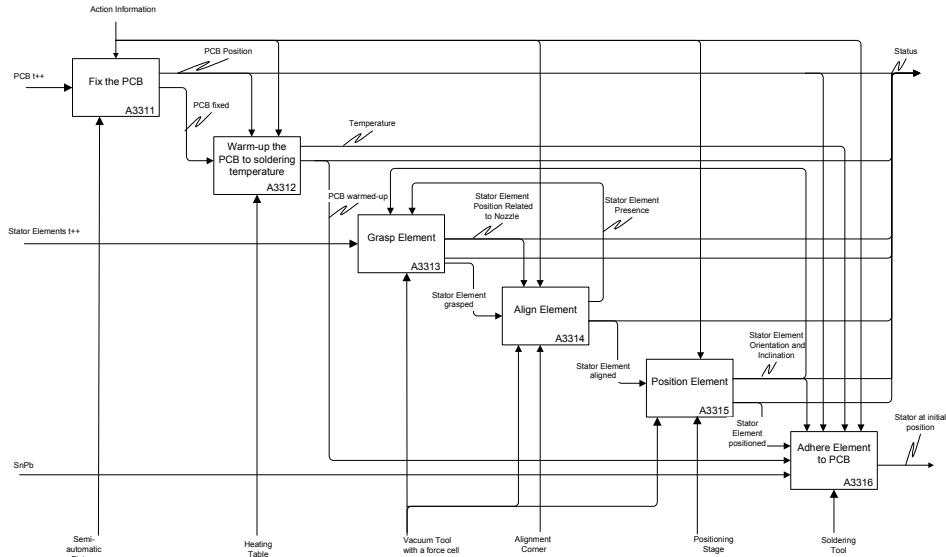 Action Information
Status
PCB Position
PCB t++
Fix the PCB
A3311
PCB fixed
Temperature
Warm-up the
PCB to soldering
temperature
A3312
PCB warmed-up
Stator Element
Position Related
to Nozzle
Stator Element
Presence
Stator Elements t++
Grasp Element
A3313
Stator Element
grasped
Align Element
A3314
Stator Element
Orientation and
Inclination
Stator Element
aligned
Position Element
A3315
Stator
Element
positioned
Stator at initial
position
Adhere Element
to PCB
A3316
SnPb
Semi-
automatic
Heating
Table
Vacuum Tool
with a force cell
Alignment
Corner
Positioning
Stage
Soldering
Tool